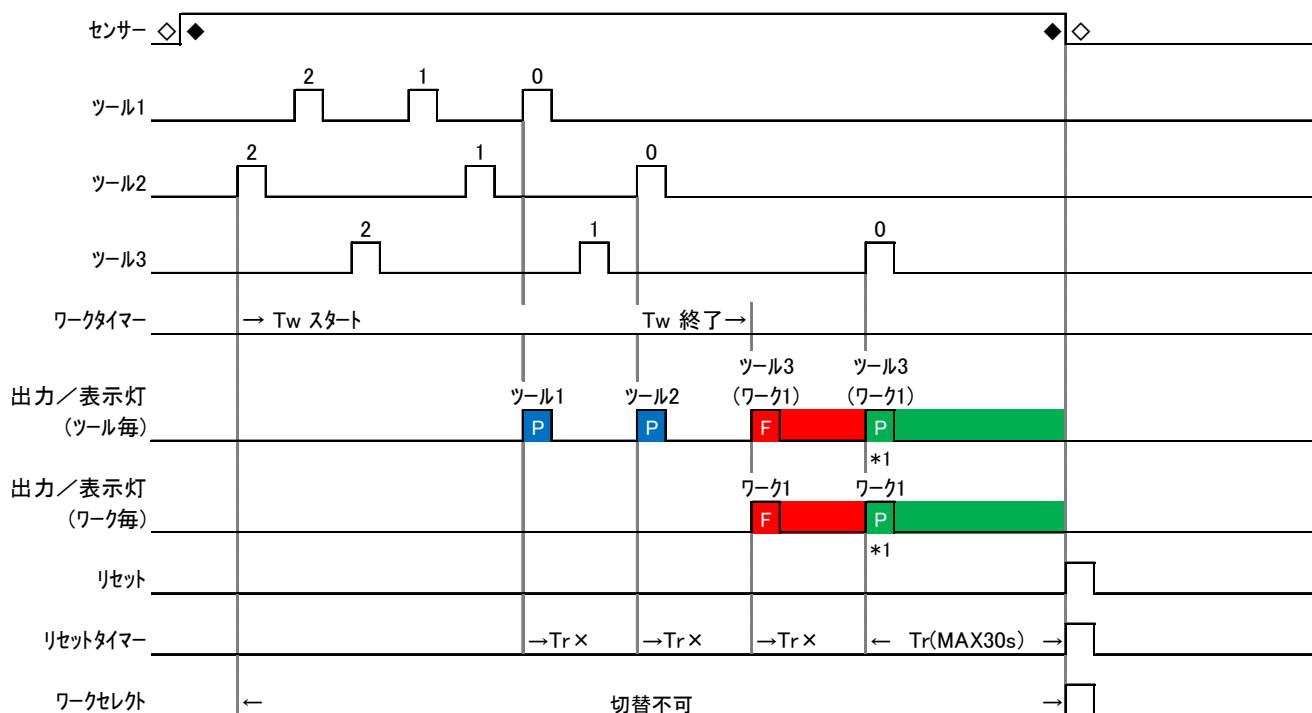 センサー ◇ ◆ ◆ ◇
2 1 0
ツール1
2 1 0
ツール2
2 1 0
ツール3
ワークタイマー → Tw スタート Tw 終了→
ツール3 ツール3
出力／表示灯 ツール1 ツール2 (ワーク1) (ワーク1)
(ツール毎) P P F P
*1
出力／表示灯 ワーク1 ワーク1
(ワーク毎) F P
*1
リセット
リセットタイマー →Tr× →Tr× →Tr× ← Tr(MAX30s) →
ワークセレクト ← 切替不可 →